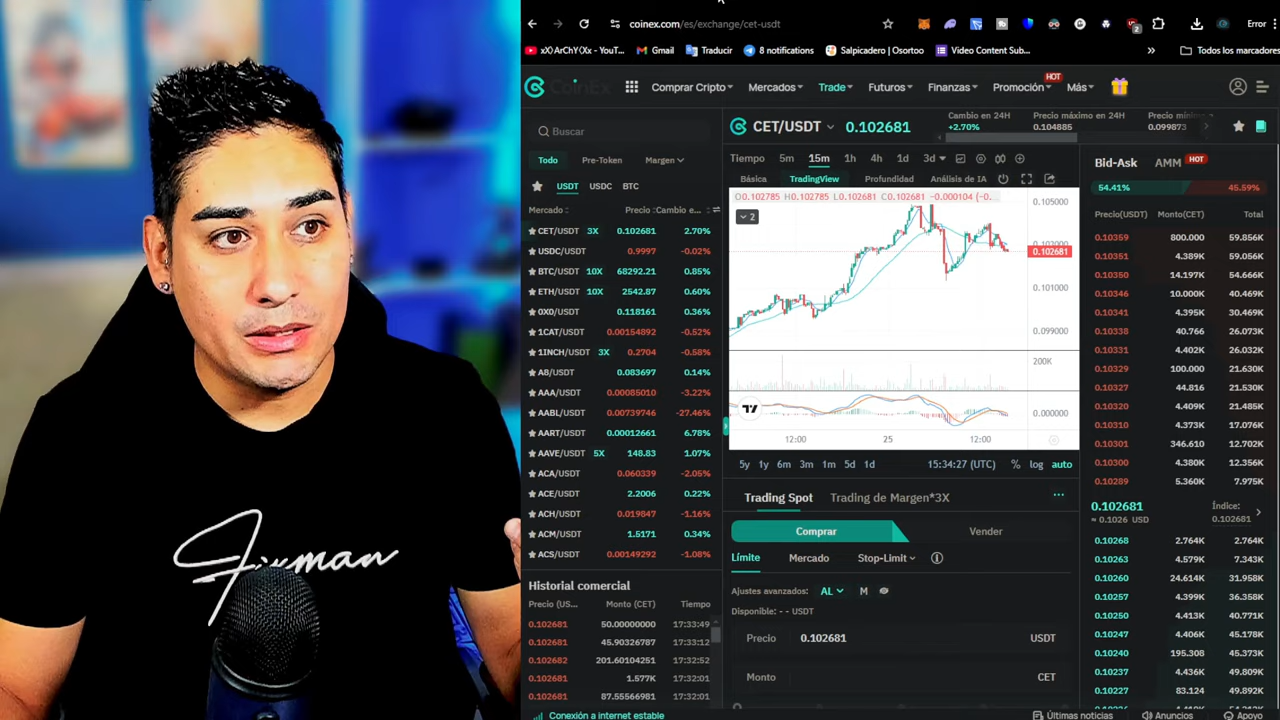 coinex.com/es/exchange/cet-usdt
Error
xX) ArChY(Xx - YouT...
Gmail
Traducir
8 notifications
Salpicadero | Osortoo
Video Content Sub...
Todos los marcadores
CoinEx
Comprar Cripto
Mercados
Trade
Futuros
Finanzas
Promoción
HOT
Más
Buscar
Todo
Pre-Token
Margen
USDT
USDC
BTC
Mercado
Precio
Cambio e...
CET/USDT 3X 0.102681 2.70%
USDC/USDT 0.9997 -0.02%
BTC/USDT 10X 68292.21 0.85%
ETH/USDT 10X 2542.87 0.60%
0X0/USDT 0.118161 0.36%
1CAT/USDT 0.00154892 -0.52%
1INCH/USDT 3X 0.2704 -0.58%
A8/USDT 0.083697 0.14%
AAA/USDT 0.00085010 -3.22%
AABL/USDT 0.00739746 -27.46%
AART/USDT 0.00012661 6.78%
AAVE/USDT 5X 148.83 1.07%
ACA/USDT 0.060339 -2.05%
ACE/USDT 2.2006 0.22%
ACH/USDT 0.019847 -1.16%
ACM/USDT 1.5171 0.34%
ACS/USDT 0.00149292 -1.08%
Historial comercial
Precio (US... Monto (CET) Tiempo
0.102681 50.00000000 17:33:49
0.102681 45.90326787 17:33:12
0.102682 201.60104251 17:32:52
0.102681 1.577K 17:32:01
0.102681 87.55566981 17:32:01
Conexión a internet estable
CET/USDT
0.102681
Cambio en 24H
+2.70%
Precio máximo en 24H
0.104885
Precio mínim
0.099873
Tiempo 5m 15m 1h 4h 1d 3d
Básica
TradingView
Profundidad
Análisis de IA
O0.102785 H0.102785 L0.102681 C0.102681 -0.000104 (-0...
2
0.105000
0.103000
0.102681
0.101000
0.099000
200K
0.000000
12:00
25
12:00
5y 1y 6m 3m 1m 5d 1d
15:34:27 (UTC)
% log auto
Trading Spot
Trading de Margen*3X
Comprar
Vender
Límite
Mercado
Stop-Limit
Ajustes avanzados: AL M
Disponible: -- USDT
Precio 0.102681 USDT
Monto CET
Bid-Ask
AMM
HOT
54.41%
45.59%
Precio(USDT) Monto(CET) Total
0.10359 800.000 59.856K
0.10351 4.389K 59.056K
0.10350 14.197K 54.666K
0.10346 10.000K 40.469K
0.10341 4.395K 30.469K
0.10338 40.766 26.073K
0.10331 4.402K 26.032K
0.10329 100.000 21.630K
0.10327 44.816 21.530K
0.10320 4.409K 21.485K
0.10310 4.373K 17.076K
0.10301 346.610 12.702K
0.10300 4.380K 12.356K
0.10289 5.360K 7.975K
0.102681
≈ 0.1026 USD
Índice:
0.102681
0.10268 2.764K 2.764K
0.10263 4.579K 7.343K
0.10260 24.614K 31.958K
0.10257 4.399K 36.358K
0.10250 4.413K 40.771K
0.10247 4.406K 45.178K
0.10240 195.308 45.373K
0.10237 4.436K 49.809K
0.10227 83.124 49.892K
Últimas noticias
Anuncios
Apoyo